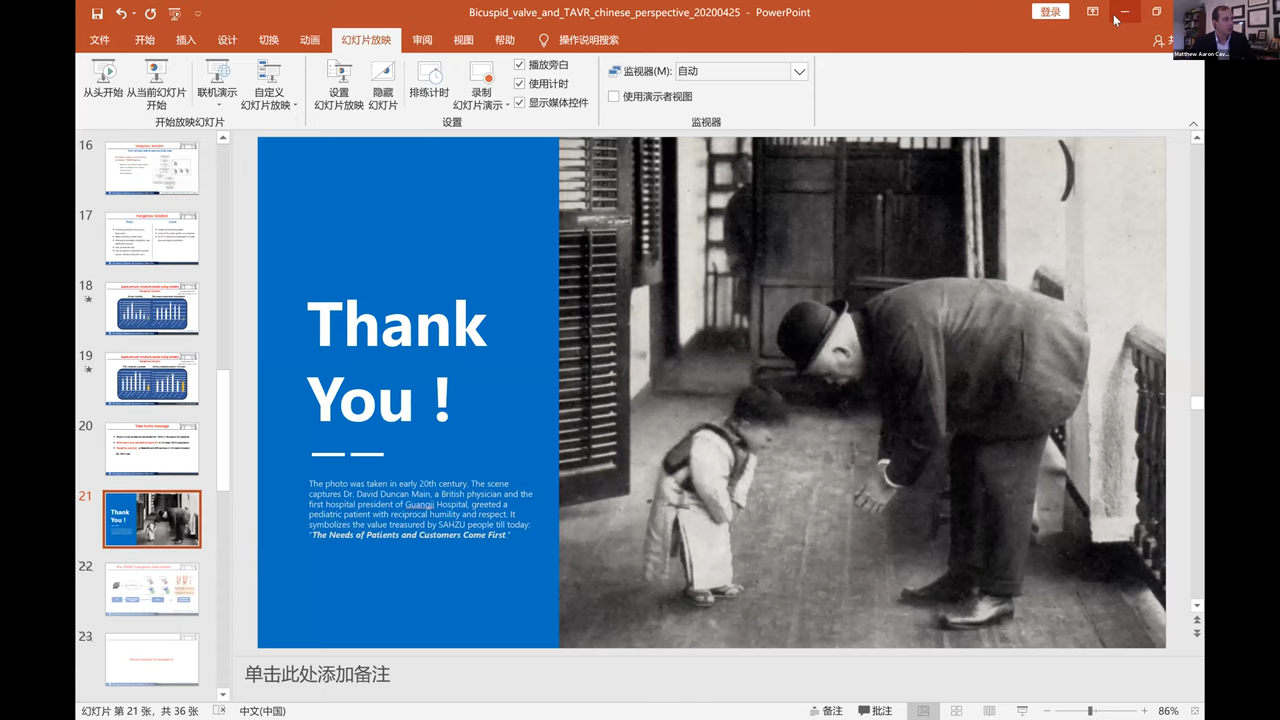 Bicuspid_valve_and_TAVR_chinese_perspective_20200425 - PowerPoint
登录
Matthew Aaron Cav...
文件 开始 插入 设计 切换 动画 幻灯片放映 审阅 视图 帮助 操作说明搜索
从头开始
从当前幻灯片
开始
联机演示
自定义
幻灯片放映
开始放映幻灯片
设置
幻灯片放映
隐藏
幻灯片
排练计时
录制
幻灯片演示
播放旁白
使用计时
显示媒体控件
设置
监视器(M): 自动
使用演示者视图
监视器
16
17
18
19
20
Take home message
21
Thank
You !
22
23
Thank
You !
The photo was taken in early 20th century. The scene
captures Dr. David Duncan Main, a British physician and the
first hospital president of Guangji Hospital, greeted a
pediatric patient with reciprocal humility and respect. It
symbolizes the value treasured by SAHZU people till today:
"The Needs of Patients and Customers Come First."
单击此处添加备注
幻灯片 第 21 张，共 36 张 中文(中国) 备注 批注 86%